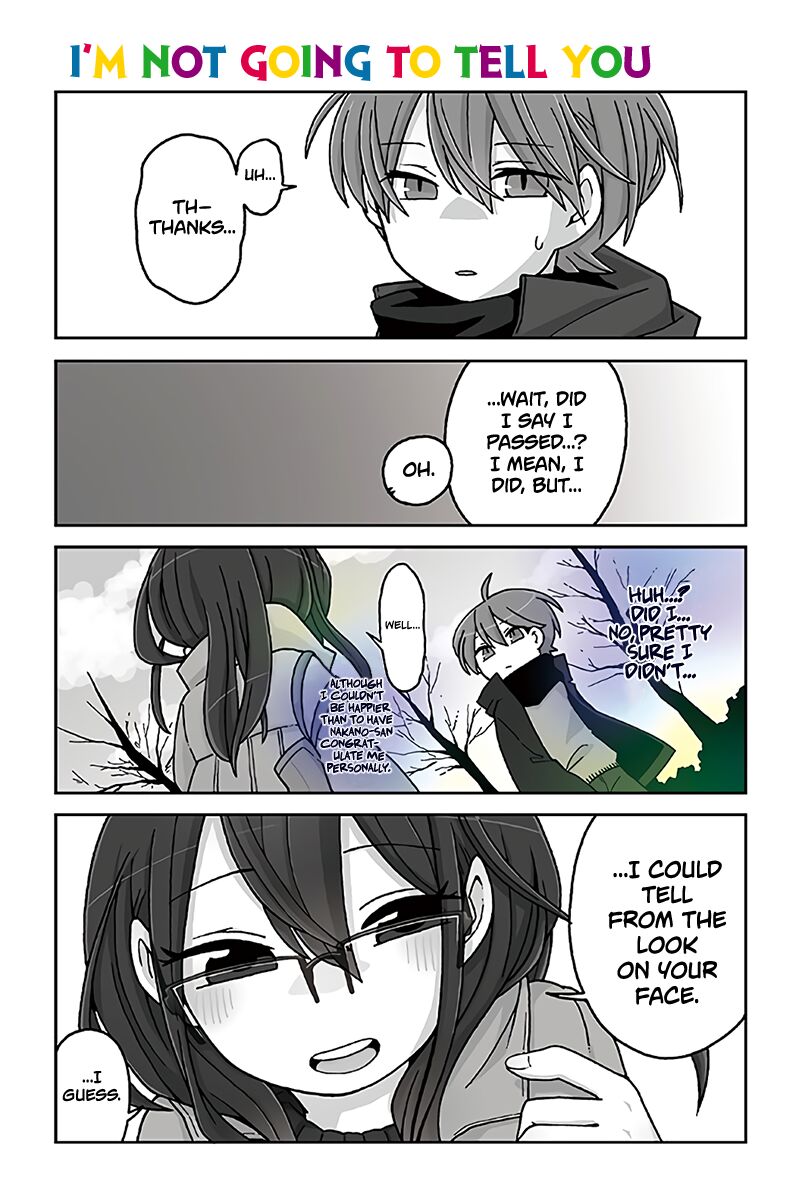 I'M NOT GOING TO TELL YOU
UH...
TH-
THANKS...
...WAIT, DID
I SAY I
PASSED...?
I MEAN, I
DID, BUT...
OH.
HUH...?
DID I...
NO, PRETTY
SURE I
DIDN'T...
WELL...
ALTHOUGH
I COULDN'T
BE HAPPIER
THAN TO HAVE
NAKANO-SAN
CONGRAT-
ULATE ME
PERSONALLY.
...I COULD
TELL
FROM THE
LOOK
ON YOUR
FACE.
...I
GUESS.